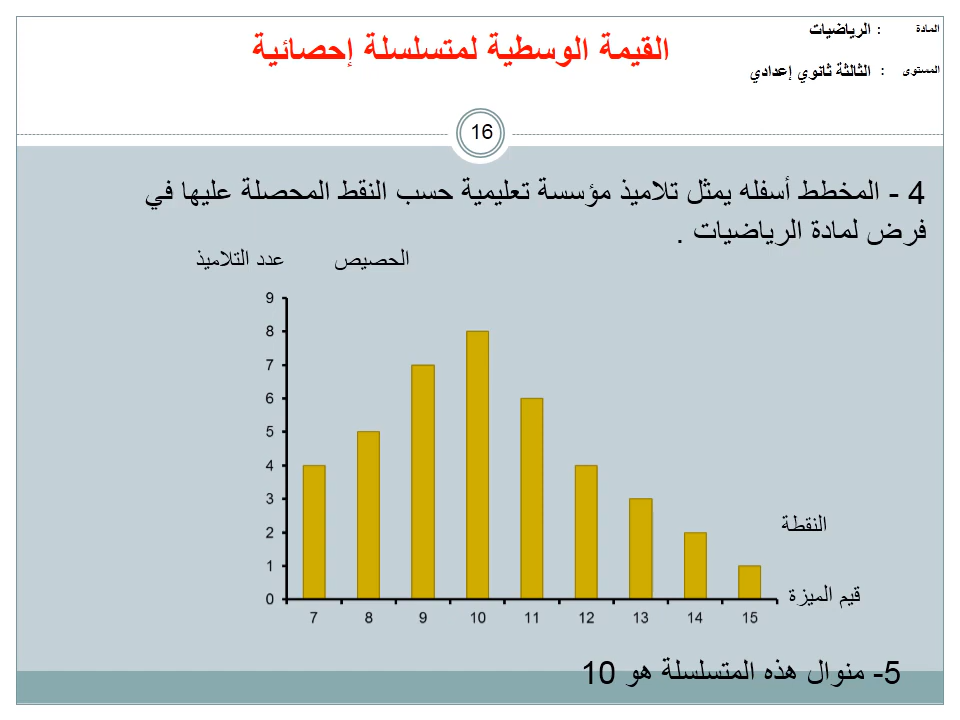 المادة : الرياضيات
القيمة الوسطية لمتسلسلة إحصائية
المستوى : الثالثة ثانوي إعدادي
16
4 - المخطط أسفله يمثل تلاميذ مؤسسة تعليمية حسب النقط المحصلة عليها في
فرض لمادة الرياضيات .
الحصيص عدد التلاميذ
9
8
7
6
5
4
3
2
1
0
النقطة
قيم الميزة
7 8 9 10 11 12 13 14 15
5- منوال هذه المتسلسلة هو 10